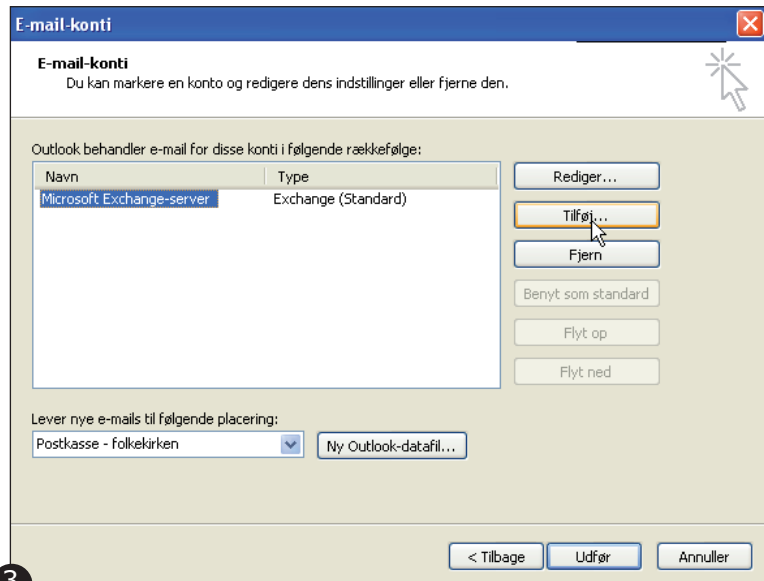 E-mail-konti
E-mail-konti
Du kan markere en konto og redigere dens indstillinger eller fjerne den.
Outlook behandler e-mail for disse konti i følgende rækkefølge:
Navn Type
Microsoft Exchange-server Exchange (Standard)
Rediger...
Tilføj...
Fjern
Benyt som standard
Flyt op
Flyt ned
Lever nye e-mails til følgende placering:
Postkasse - folkekirken
Ny Outlook-datafil...
< Tilbage Udfør Annuller
3